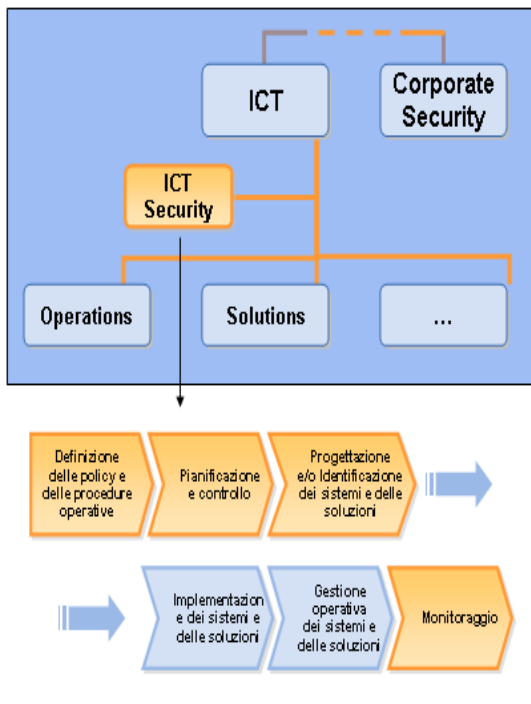 ICT
Corporate
Security
ICT
Security
Operations
Solutions
...
Definizione
delle policy e
delle procedure
operative
Pianificazione
e controllo
Progettazione
e/o Identificazione
dei sistemi e delle
soluzioni
Implementazion
e dei sistemi e
delle soluzioni
Gestione
operativa
dei sistemi e
delle soluzioni
Monitoraggio